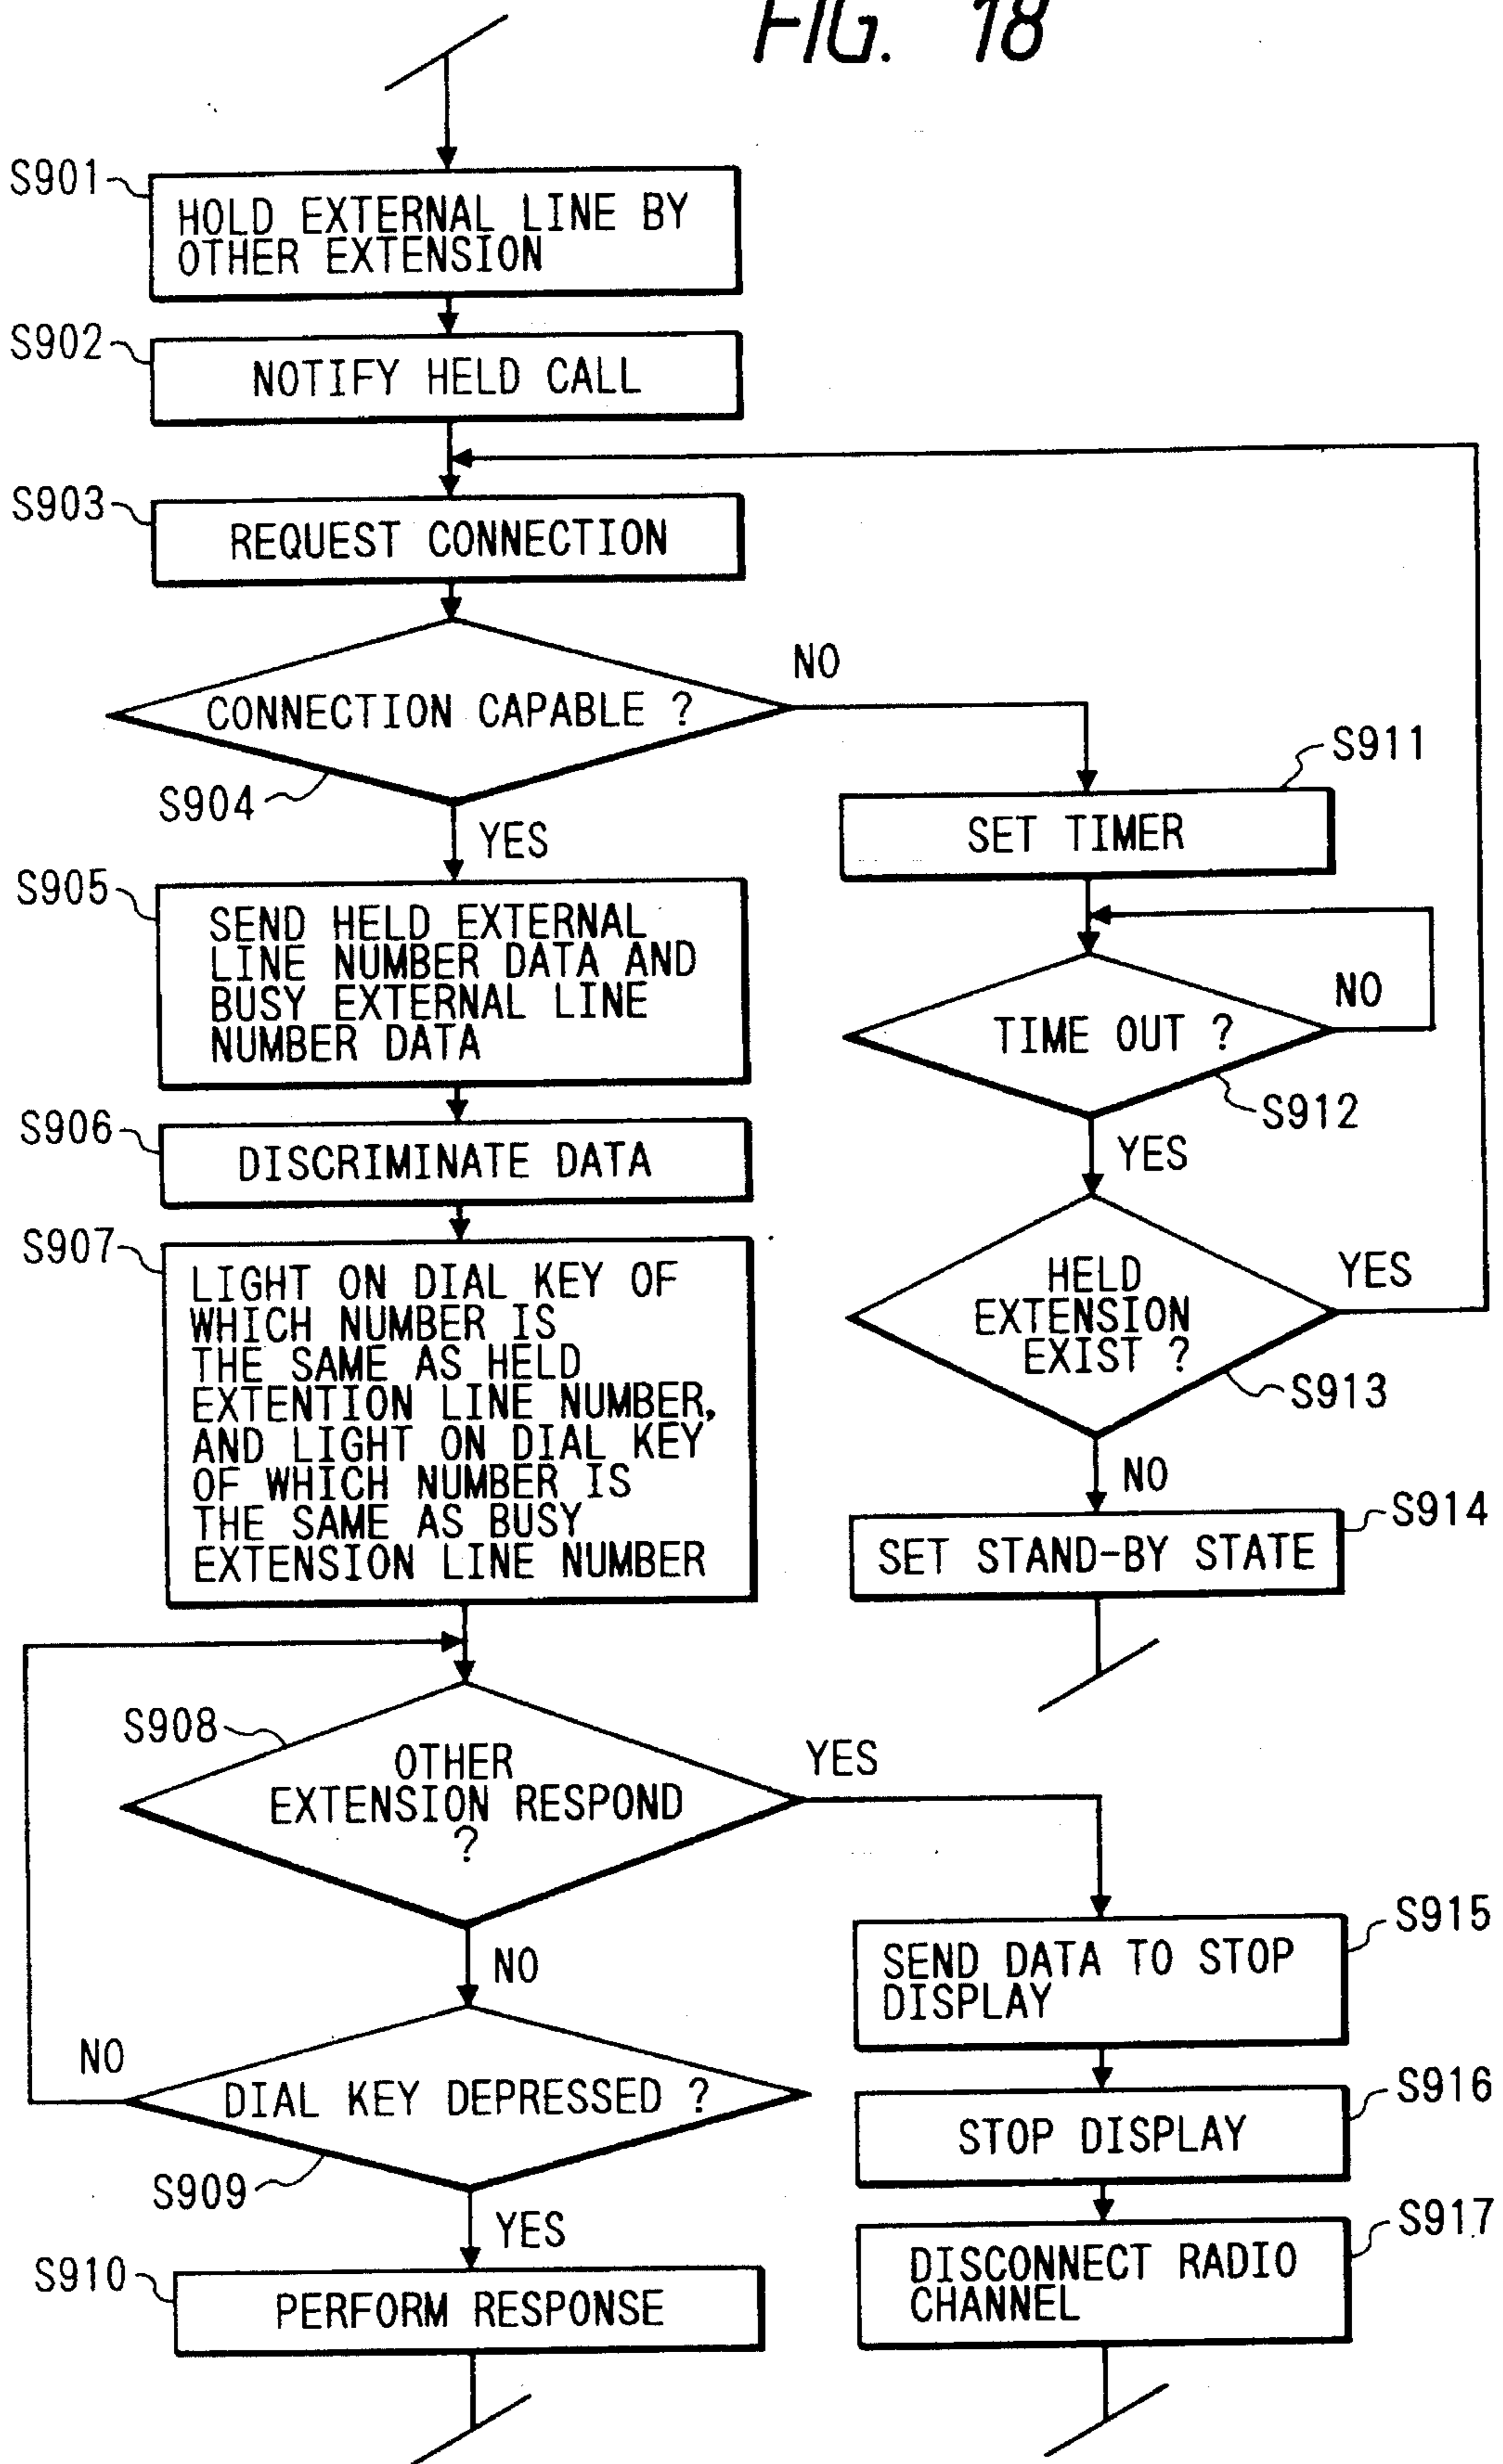 FIG. 18
S901
HOLD EXTERNAL LINE BY
OTHER EXTENSION
S902
NOTIFY HELD CALL
S903
REQUEST CONNECTION
CONNECTION CAPABLE ?
NO
S904
YES
S911
SET TIMER
S905
SEND HELD EXTERNAL
LINE NUMBER DATA AND
BUSY EXTERNAL LINE
NUMBER DATA
TIME OUT ?
NO
S912
YES
S906
DISCRIMINATE DATA
S907
LIGHT ON DIAL KEY OF
WHICH NUMBER IS
THE SAME AS HELD
EXTENTION LINE NUMBER,
AND LIGHT ON DIAL KEY
OF WHICH NUMBER IS
THE SAME AS BUSY
EXTENSION LINE NUMBER
HELD
EXTENSION
EXIST ?
YES
S913
NO
S914
SET STAND-BY STATE
S908
OTHER
EXTENSION RESPOND
?
YES
NO
S915
SEND DATA TO STOP
DISPLAY
NO
DIAL KEY DEPRESSED ?
S909
YES
S916
STOP DISPLAY
S910
PERFORM RESPONSE
S917
DISCONNECT RADIO
CHANNEL